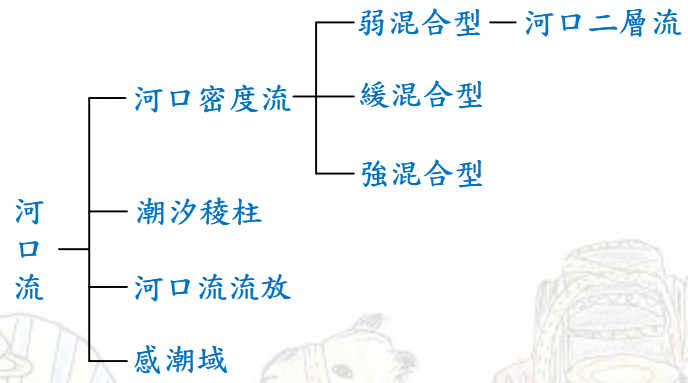 河口流
河口密度流
弱混合型
河口二層流
緩混合型
強混合型
潮汐稜柱
河口流流放
感潮域